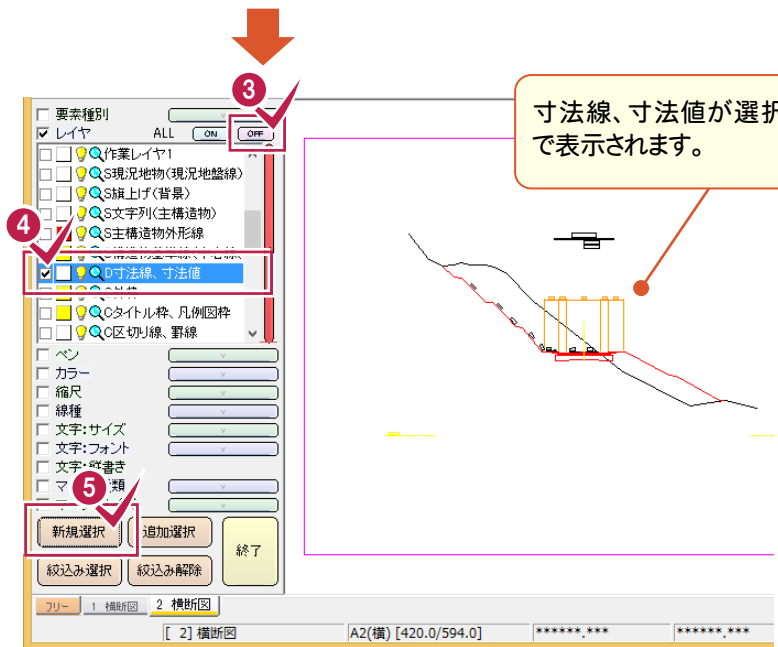 3
寸法線、寸法値が選択
で表示されます。
要素種別
レイヤ ALL ON OFF
作業レイヤ1
S現況地物(現況地盤線)
S旗上げ(背景)
S文字列(主構造物)
4
S主構造物外形線
D寸法線、寸法値
Cタイトル枠、凡例図枠
C区切り線、罫線
ペン
カラー
縮尺
線種
文字:サイズ
文字:フォント
文字:縦書き
5
新規選択 追加選択 終了
絞込み選択 絞込み解除
フリー 1 横断図 2 横断図
[ 2] 横断図 A2(横) [420.0/594.0] ******.*** ******.***